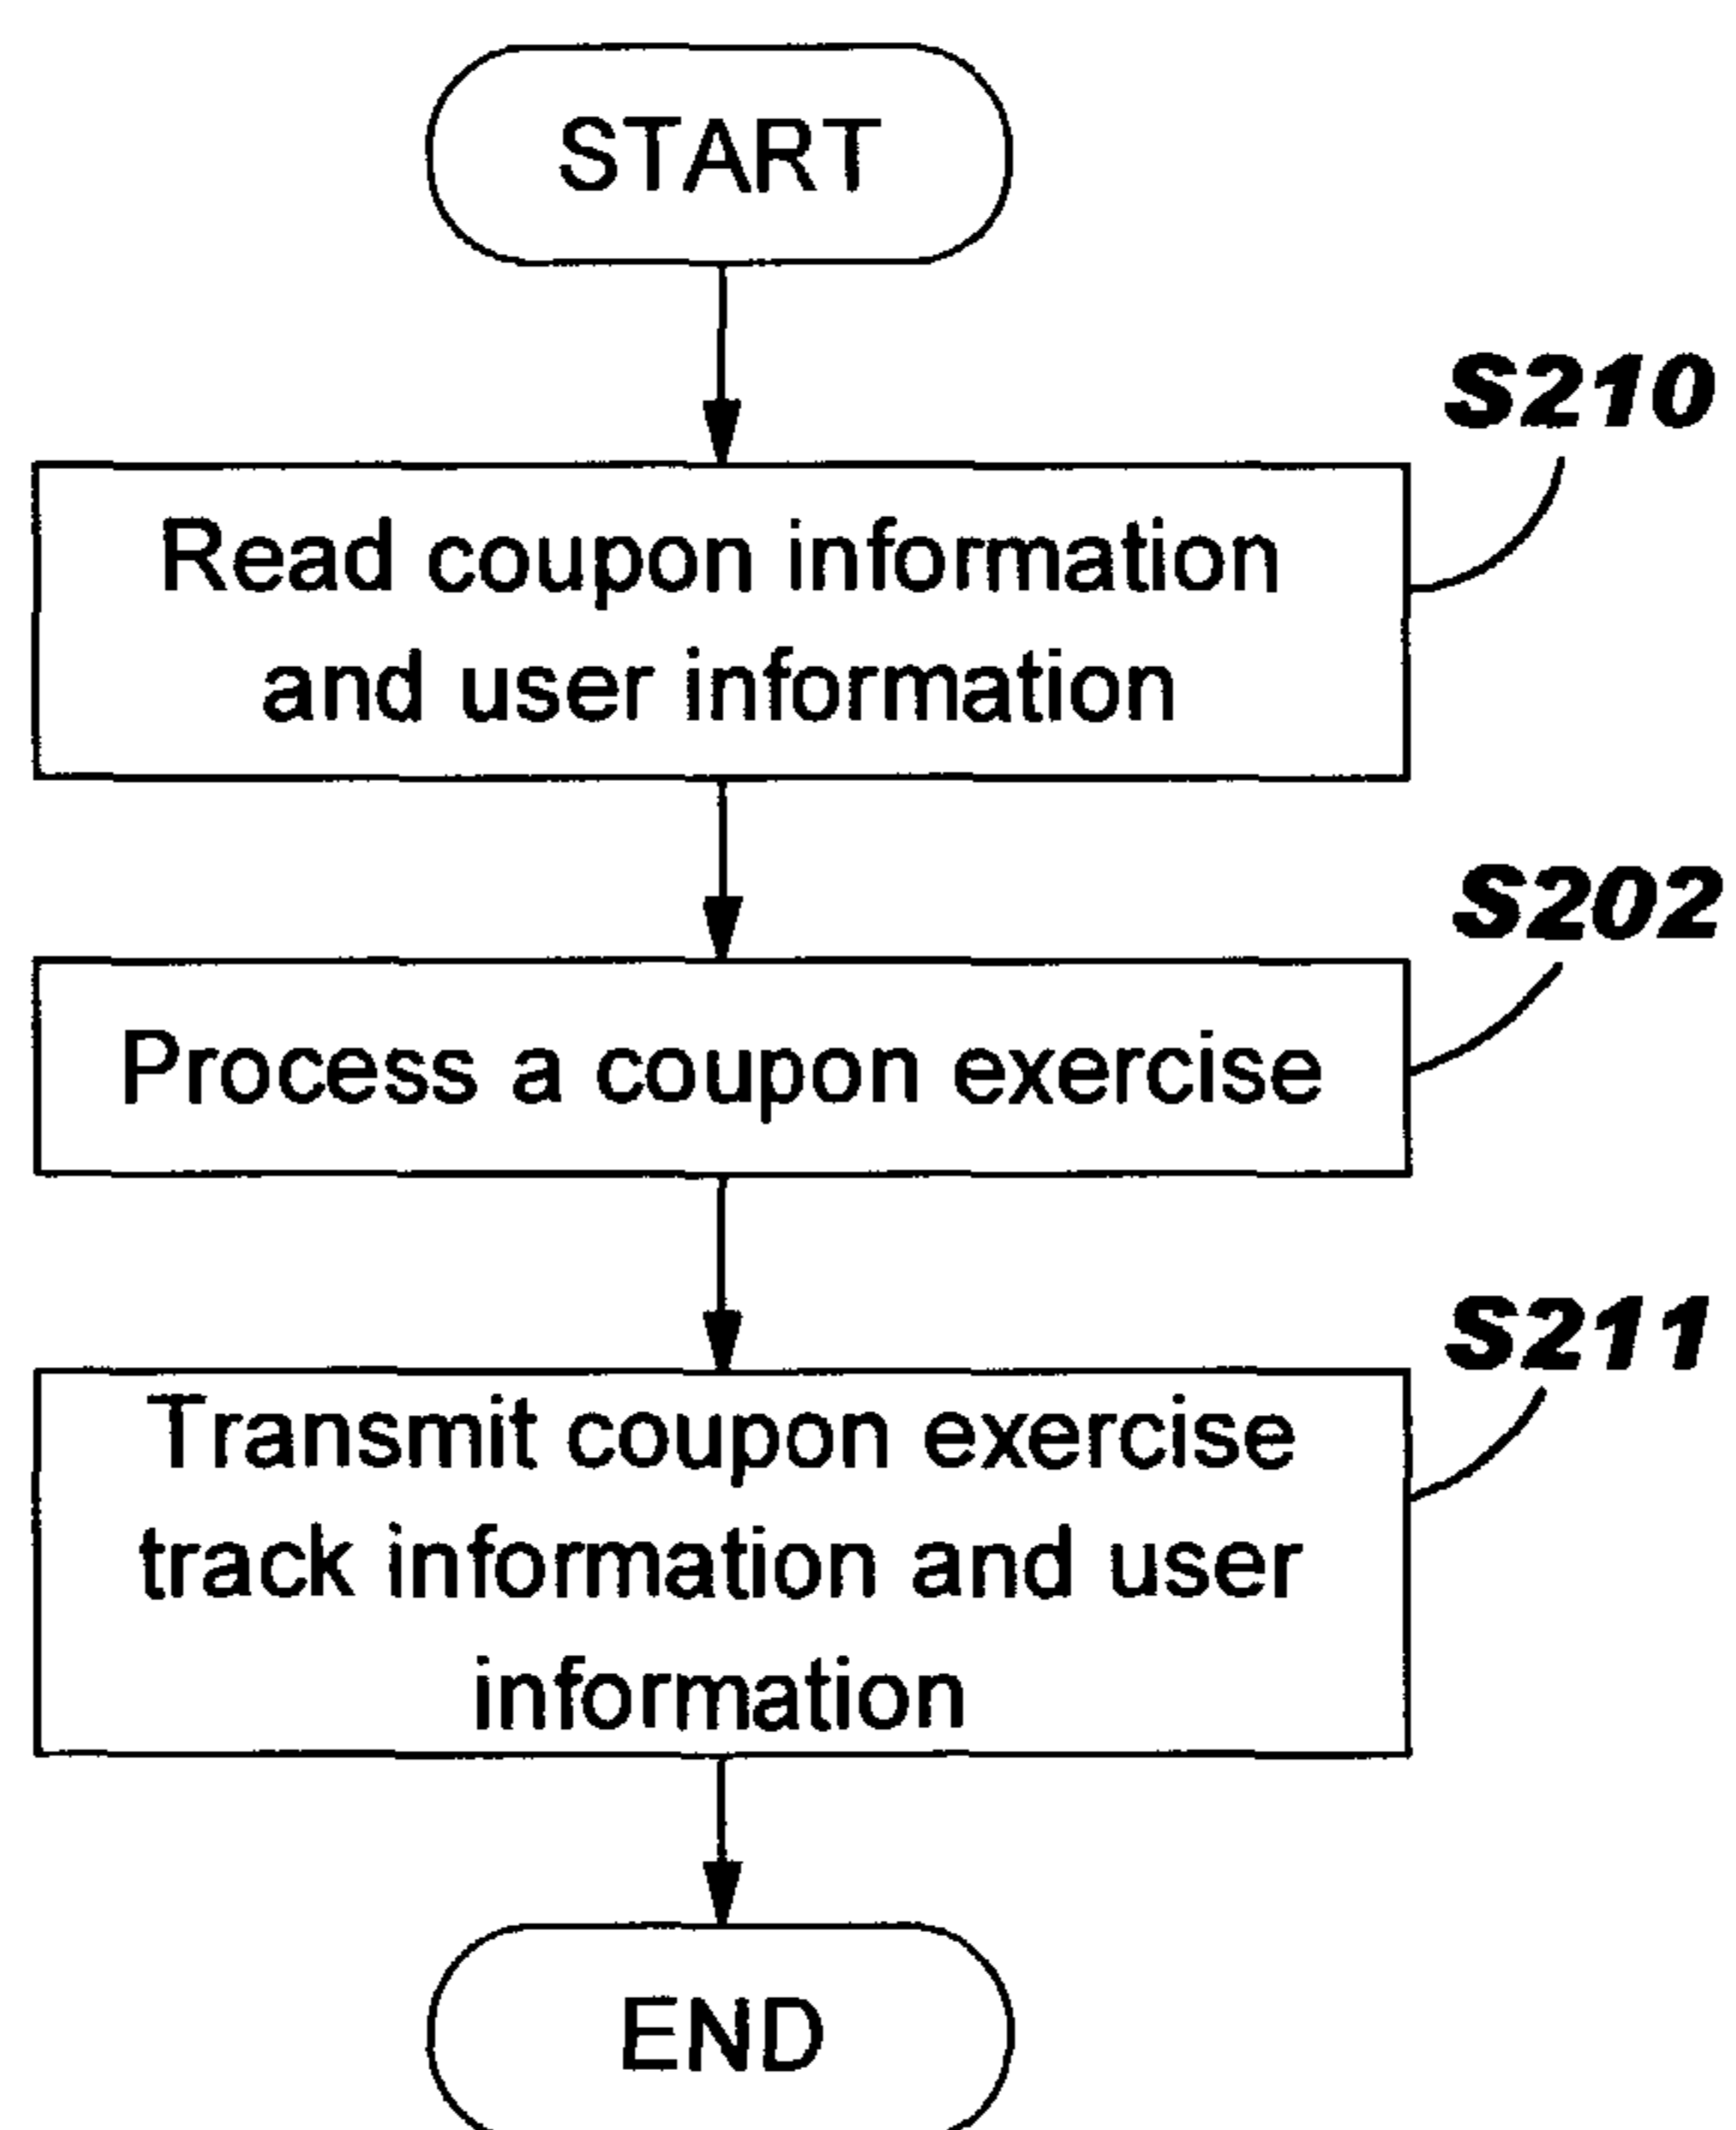 START
S210
Read coupon information
and user information
S202
Process a coupon exercise
S211
Transmit coupon exercise
track information and user
information
END